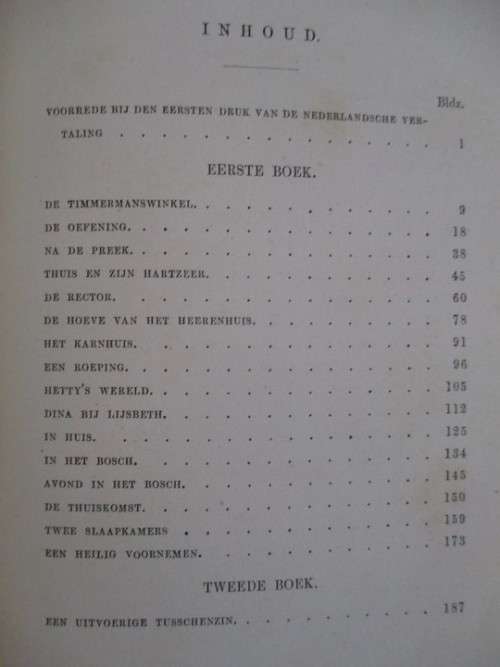 INHOUD.
Bldz.
VOORREDE BIJ DEN EERSTEN DRUK VAN DE NEDERLANDSCHE VER-
TALING . . . . . . . . . . . . . . . . 1
EERSTE BOEK.
DE TIMMERMANSWINKEL. . . . . . . . . . . . 9
DE OEFENING. . . . . . . . . . . . . . . 18
NA DE PREEK. . . . . . . . . . . . . . . 38
THUIS EN ZIJN HARTZEER. . . . . . . . . . . 45
DE RECTOR. . . . . . . . . . . . . . . . 60
DE HOEVE VAN HET HEERENHUIS. . . . . . . . . 78
HET KARNHUIS. . . . . . . . . . . . . . . 91
EEN ROEPING. . . . . . . . . . . . . . . 96
HETTY'S WERELD. . . . . . . . . . . . . . 105
DINA BIJ LIJSBETH. . . . . . . . . . . . . 112
IN HUIS. . . . . . . . . . . . . . . . 125
IN HET BOSCH. . . . . . . . . . . . . . . 134
AVOND IN HET BOSCH. . . . . . . . . . . . 145
DE THUISKOMST. . . . . . . . . . . . . . 150
TWEE SLAAPKAMERS . . . . . . . . . . . . 159
EEN HEILIG VOORNEMEN. . . . . . . . . . . . 173
TWEEDE BOEK.
EEN UITVOERIGE TUSSCHENZIN. . . . . . . . . . 187